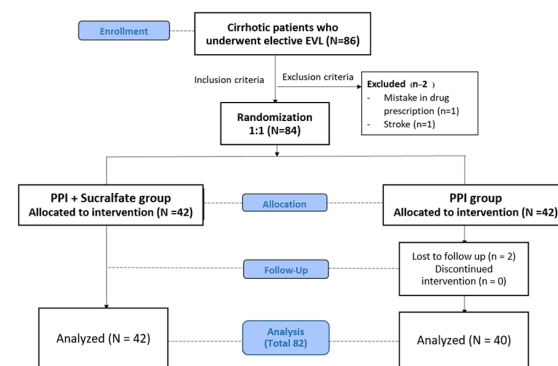 Enrollment
Cirrhotic patients who
underwent elective EVL (N=86)
Inclusion criteria
Exclusion criteria
Excluded (n-2 )
- Mistake in drug
prescription (n=1)
- Stroke (n=1)
Randomization
1:1 (N=84)
PPI + Sucralfate group
Allocated to intervention (N =42)
Allocation
PPI group
Allocated to intervention (N =42)
Follow-Up
Lost to follow up (n = 2)
Discontinued
intervention (n = 0)
Analyzed (N = 42)
Analysis
(Total 82)
Analyzed (N = 40)